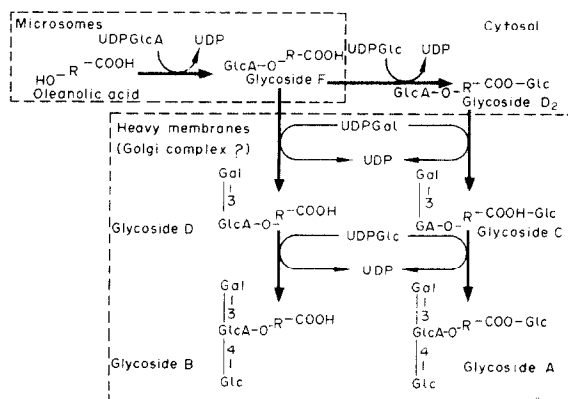 Microsomes
Cytosal
UDPGlcA UDP
UDPGlc UDP
HO-R-COOH
Oleanolic acid
GlcA-O-R-COOH
Glycoside F
GlcA-O-R-COO-Glc
Glycoside D2
Heavy membranes
(Golgi complex ?)
UDPGal
UDP
Gal
1
3
GlcA-O-R-COOH
Glycoside D
Gal
1
3
GA-O-R-COOH-Glc
Glycoside C
UDPGlc
UDP
Gal
1
3
GlcA-O-R-COOH
4
1
Glc
Glycoside B
Gal
1
3
GlcA-O-R-COO-Glc
4
1
Glc
Glycoside A